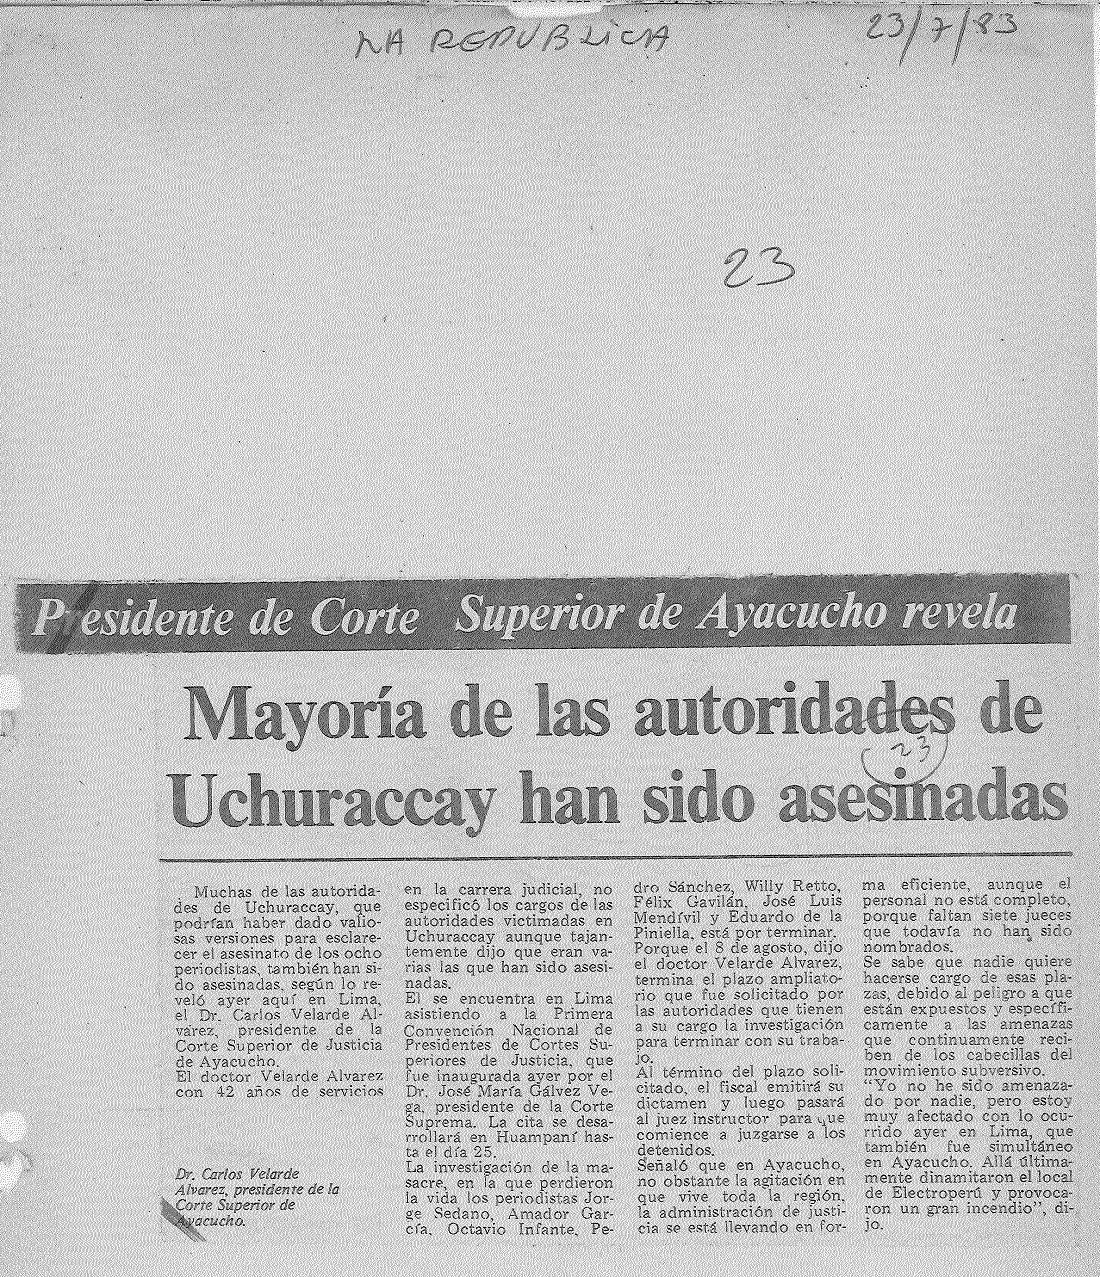 LA REPUBLICA
23/7/83
23
Presidente de Corte Superior de Ayacucho revela
Mayoría de las autoridades de
23
Uchuraccay han sido asesinadas
Muchas de las autorida-
des de Uchuraccay, que
podrían haber dado valio-
sas versiones para esclare-
cer el asesinato de los ocho
periodistas, también han si-
do asesinadas, según lo re-
veló ayer aquí en Lima,
el Dr. Carlos Velarde Al-
varez, presidente de la
Corte Superior de Justicia
de Ayacucho.
El doctor Velarde Alvarez
con 42 años de servicios
Dr. Carlos Velarde
Alvarez, presidente de la
Corte Superior de
Ayacucho.
en la carrera judicial, no
especificó los cargos de las
autoridades victimadas en
Uchuraccay aunque tajan-
temente dijo que eran va-
rias las que han sido asesi-
nadas.
El se encuentra en Lima
asistiendo a la Primera
Convención Nacional de
Presidentes de Cortes Su-
periores de Justicia, que
fue inaugurada ayer por el
Dr. José María Gálvez Ve-
ga, presidente de la Corte
Suprema. La cita se desa-
rrollará en Huampaní has-
ta el día 25.
La investigación de la ma-
sacre, en la que perdieron
la vida los periodistas Jor-
ge Sedano, Amador Gar-
cía, Octavio Infante, Pe-
dro Sánchez, Willy Retto,
Félix Gavilán, José Luis
Mendívil y Eduardo de la
Piniella, está por terminar.
Porque el 8 de agosto, dijo
el doctor Velarde Alvarez,
termina el plazo ampliato-
rio que fue solicitado por
las autoridades que tienen
a su cargo la investigación
para terminar con su traba-
jo.
Al término del plazo soli-
citado, el fiscal emitirá su
dictamen y luego pasará
al juez instructor para que
comience a juzgarse a los
detenidos.
Señaló que en Ayacucho,
no obstante la agitación en
que vive toda la región,
la administración de justi-
cia se está llevando en for-
ma eficiente, aunque el
personal no está completo,
porque faltan siete jueces
que todavía no han sido
nombrados.
Se sabe que nadie quiere
hacerse cargo de esas pla-
zas, debido al peligro a que
están expuestos y específi-
camente a las amenazas
que continuamente reci-
ben de los cabecillas del
movimiento subversivo.
“Yo no he sido amenaza-
do por nadie, pero estoy
muy afectado con lo ocu-
rrido ayer en Lima, que
también fue simultáneo
en Ayacucho. Allá última-
mente dinamitaron el local
de Electroperú y provoca-
ron un gran incendio”, di-
jo.